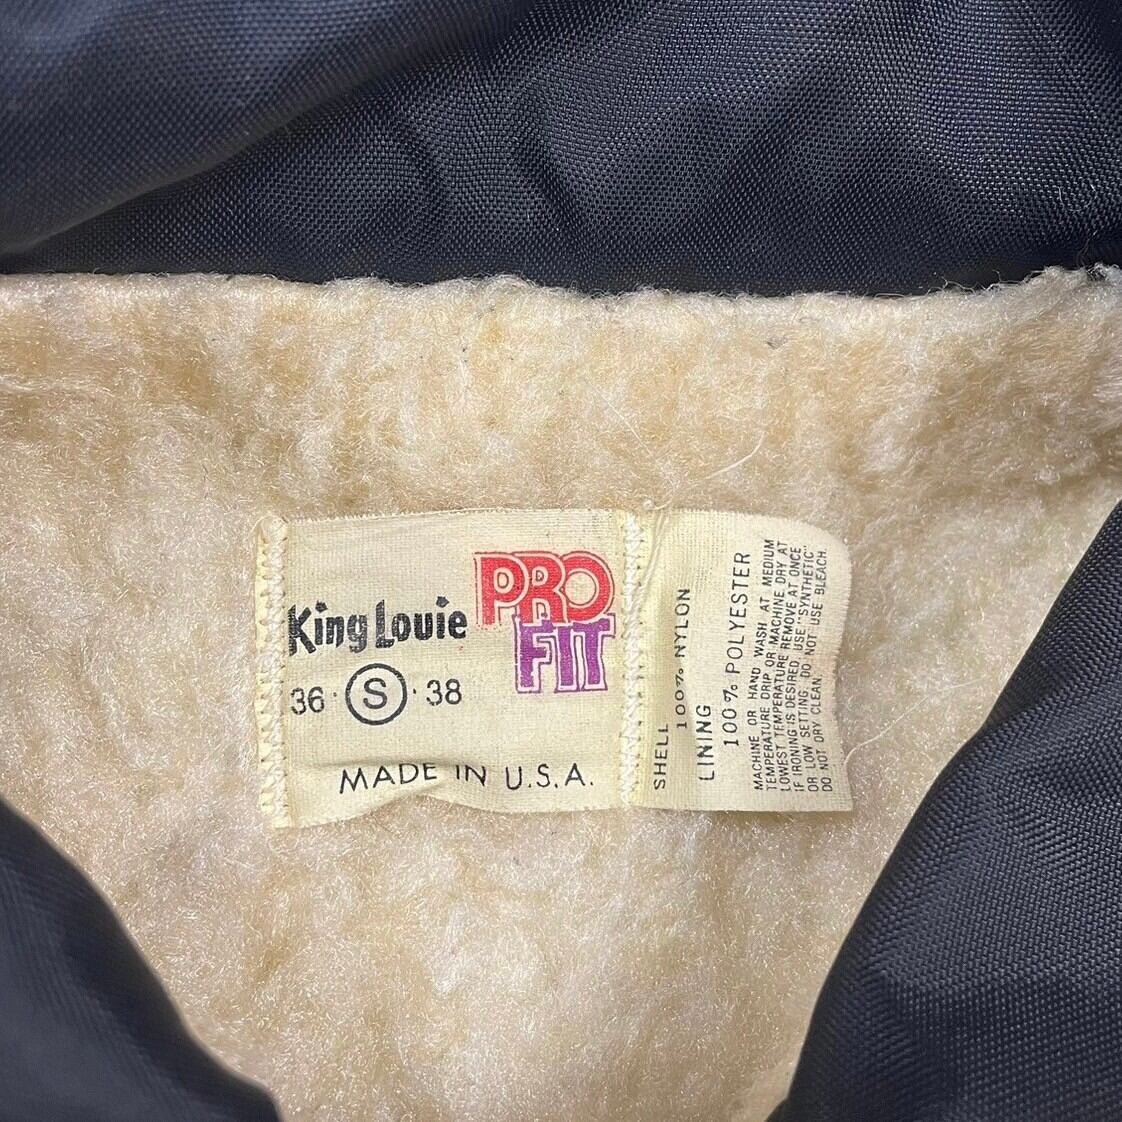 King Louie
PRO
FIT
36 · S · 38
MADE IN U.S.A.
SHELL
100% NYLON
LINING
100% POLYESTER
MACHINE OR HAND WASH AT MEDIUM
TEMPERATURE DRIP OR MACHINE DRY AT
LOWEST TEMPERATURE REMOVE AT ONCE
IF IRONING IS DESIRED, USE "SYNTHETIC"
OR LOW SETTING. DO NOT USE BLEACH.
DO NOT DRY CLEAN.